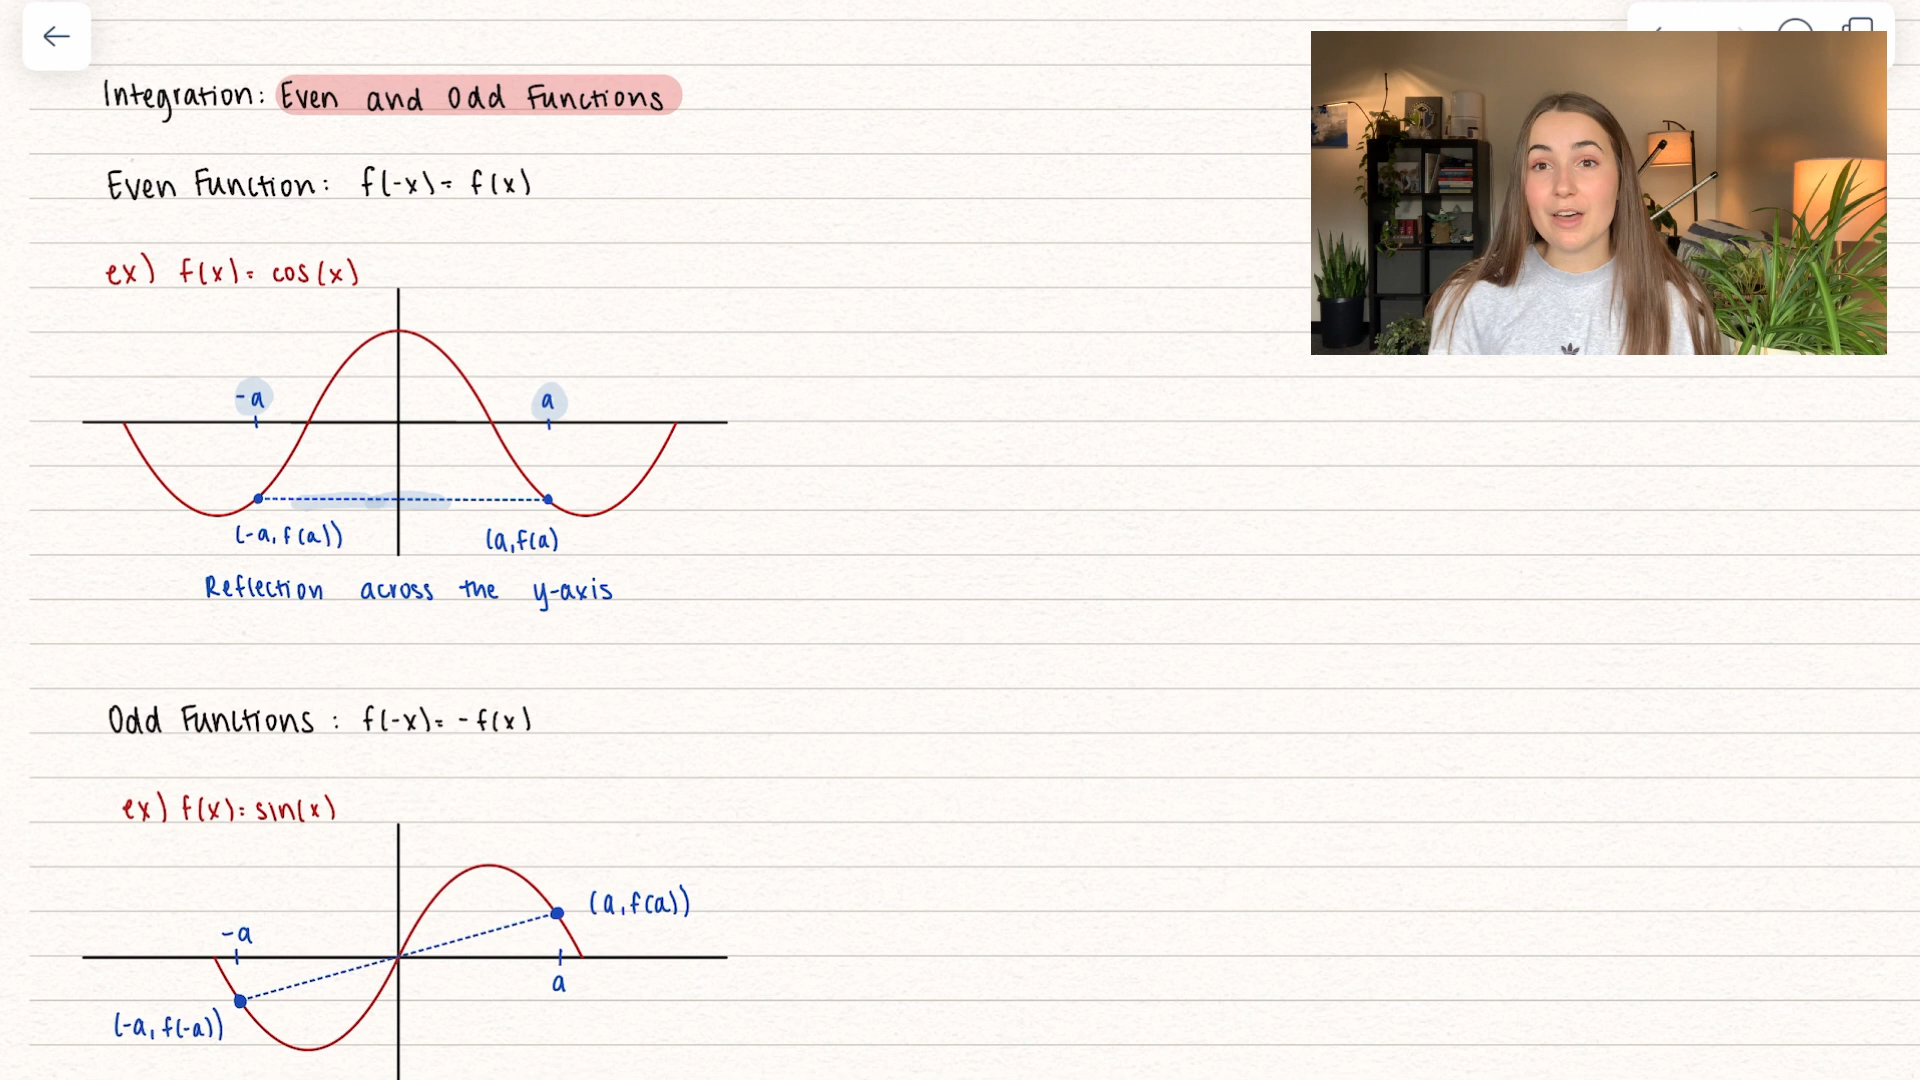 Integration: Even and Odd Functions
Even Function: f(-x)= f(x)
ex) f(x)= cos(x)
-a
a
(-a, f(a))
(a, f(a)
Reflection across the y-axis
Odd Functions : f(-x)= - f(x)
ex) f(x)= sin(x)
(a, f(a))
-a
a
(-a, f(-a))